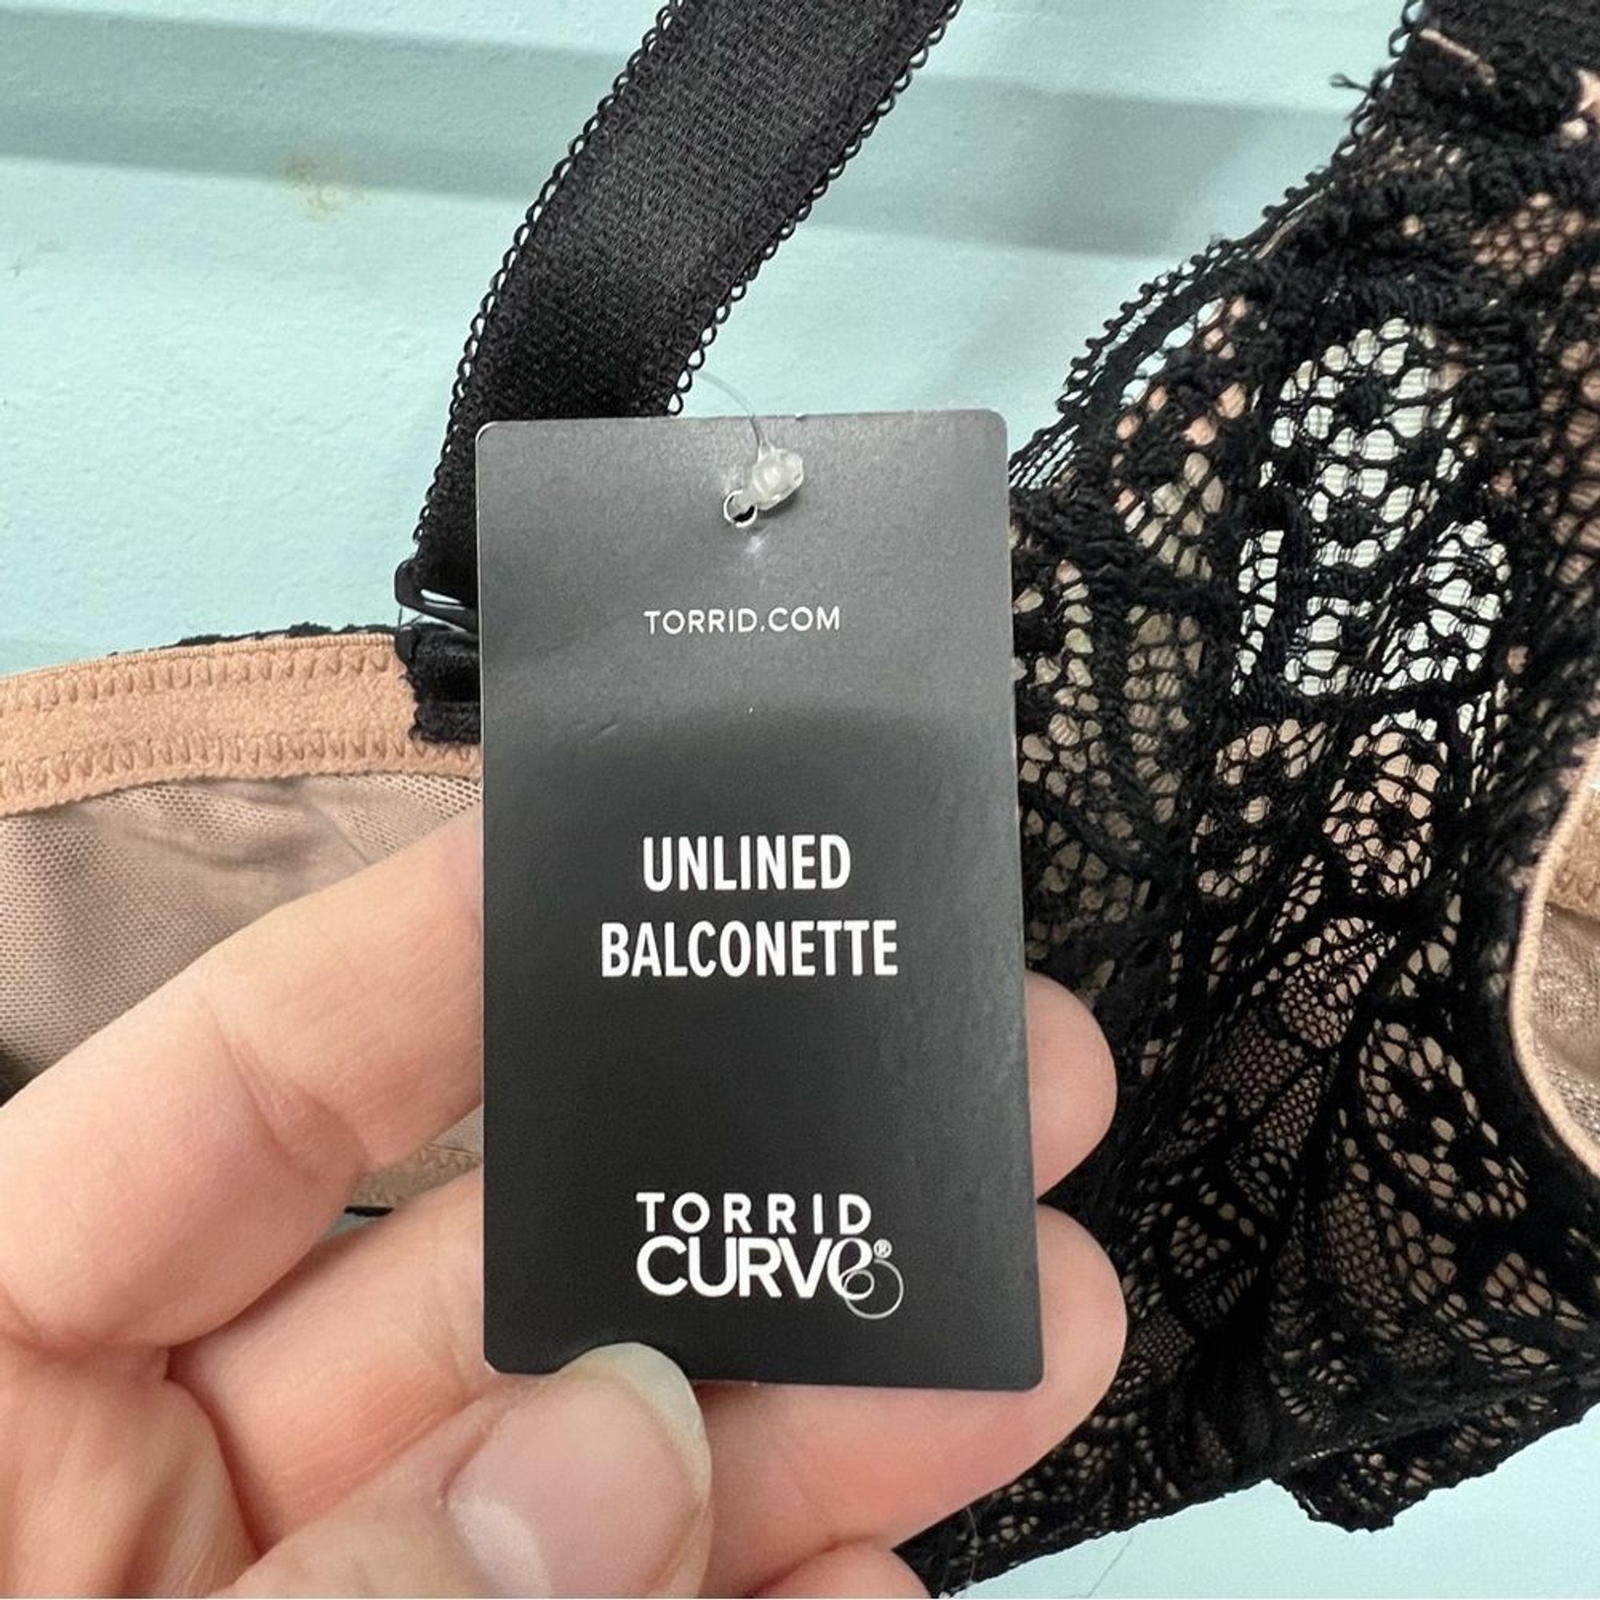 TORRID.COM
UNLINED
BALCONETTE
TORRID
CURVE®